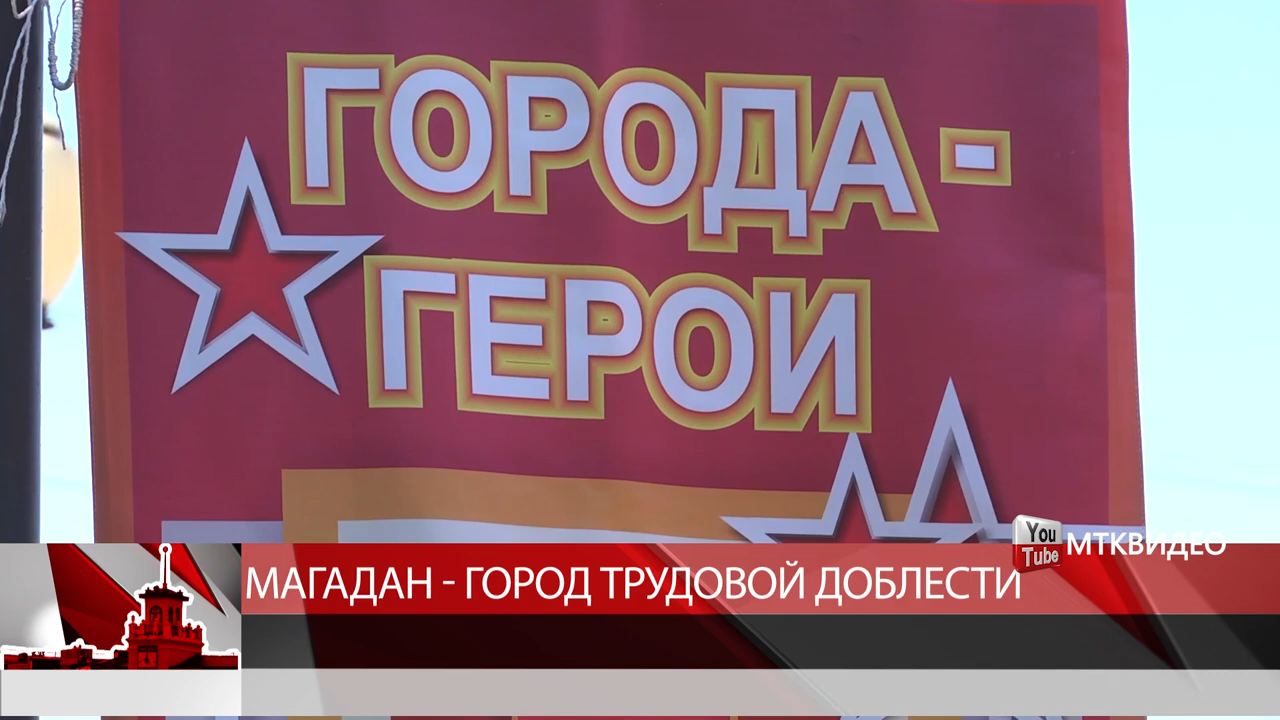 ГОРОДА -
ГЕРОИ
You
Tube
МТКВИДЕО
МАГАДАН - ГОРОД ТРУДОВОЙ ДОБЛЕСТИ